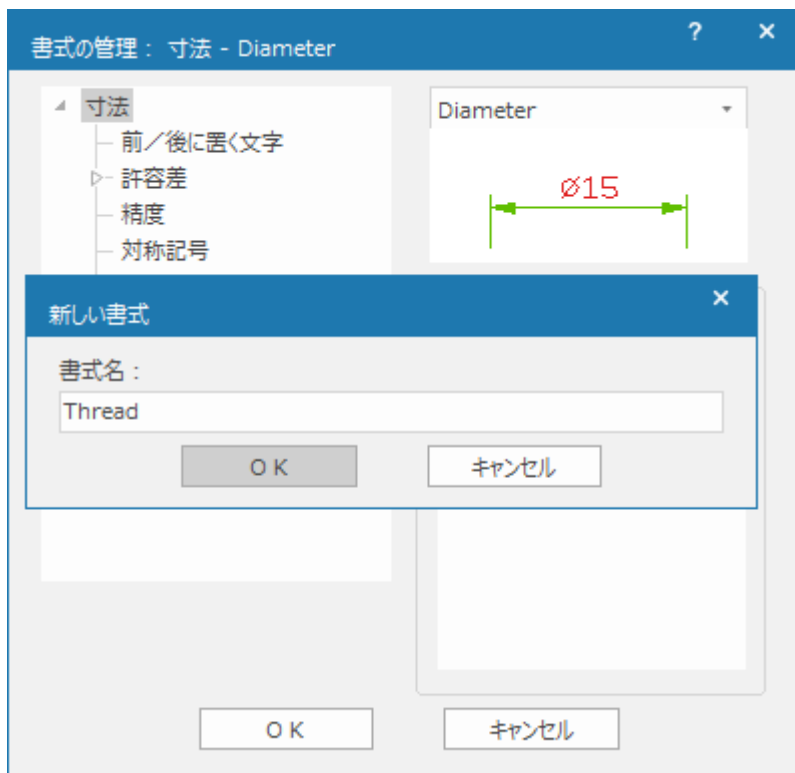 書式の管理： 寸法 - Diameter
?
×
寸法
前／後に置く文字
許容差
精度
対称記号
Diameter
Ø15
新しい書式
×
書式名：
Thread
ＯＫ
キャンセル
ＯＫ
キャンセル